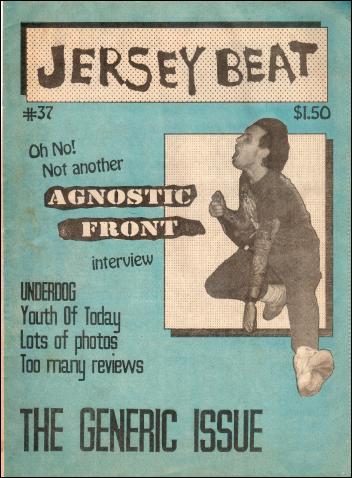 JERSEY BEAT
#37
$1.50
Oh No!
Not another
AGNOSTIC
FRONT
interview
UNDERDOG
Youth Of Today
Lots of photos
Too many reviews
THE GENERIC ISSUE